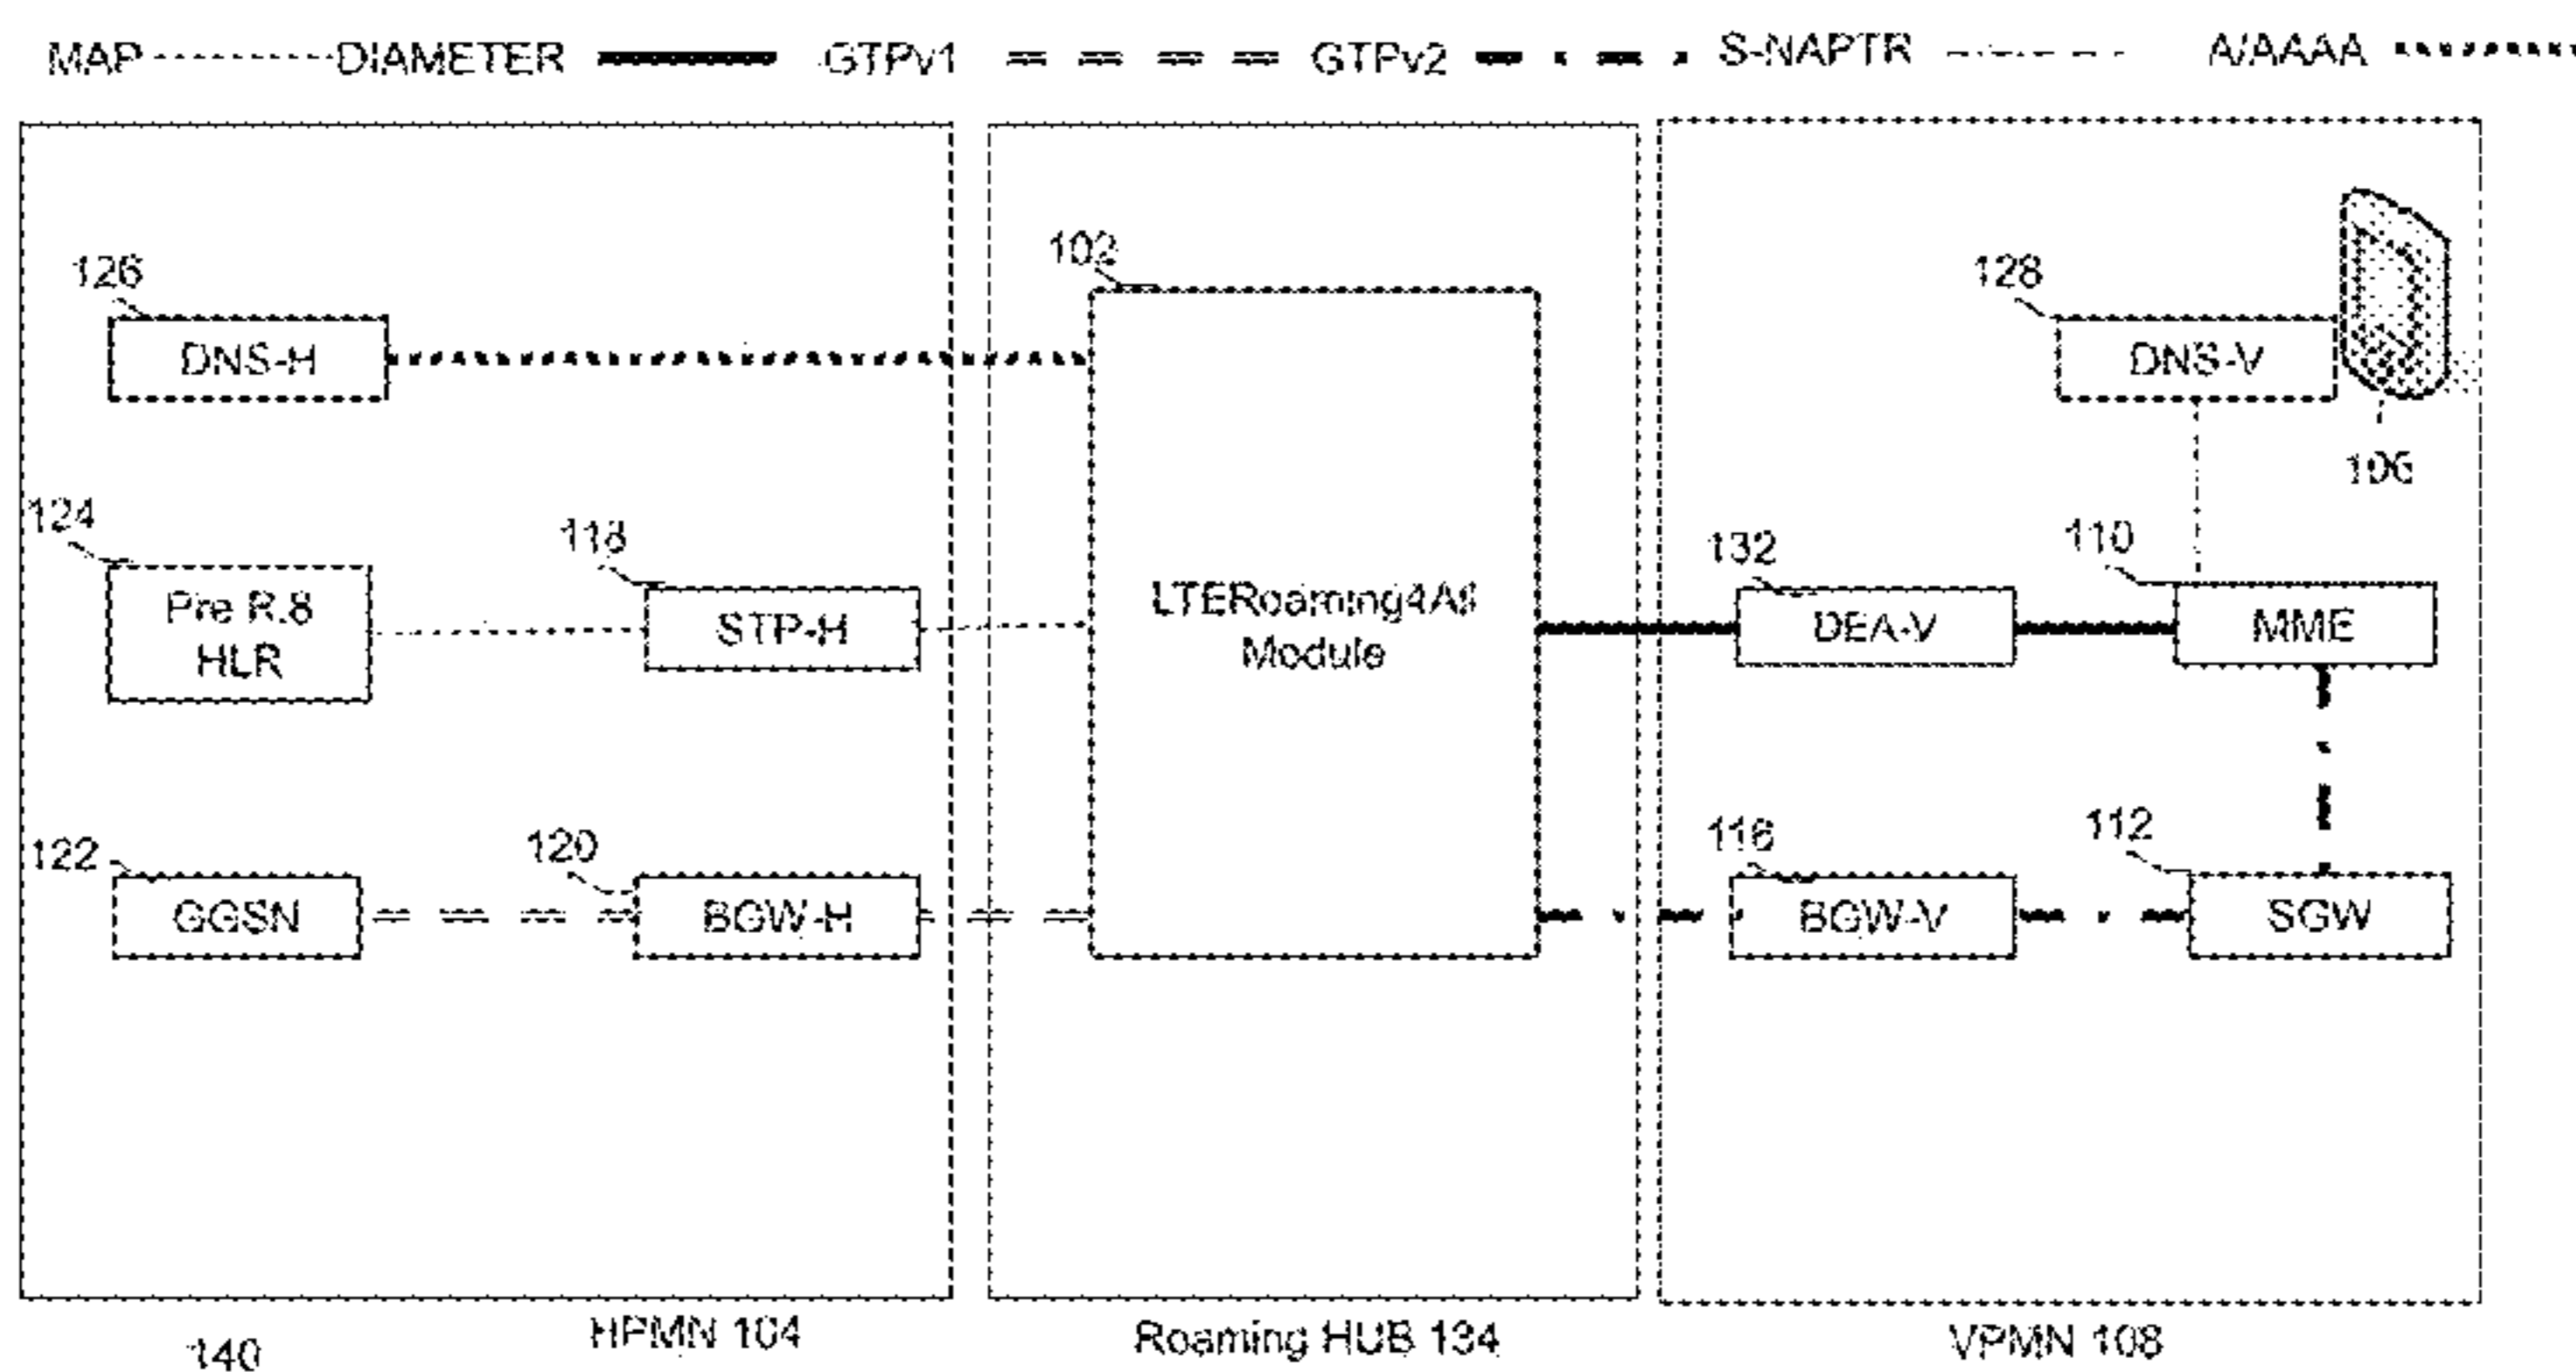 MAP DIAMETER GTPv1 GTPv2 S-NAPTR A/AAAA
126
DNS-H
102
128
DNS-V
106
124
Pre R.8
HLR
118
STP-H
LTERoaming4All
Module
132
DEA-V
110
MME
122
GGSN
120
BGW-H
116
BGW-V
112
SGW
140
HPMN 104
Roaming HUB 134
VPMN 108